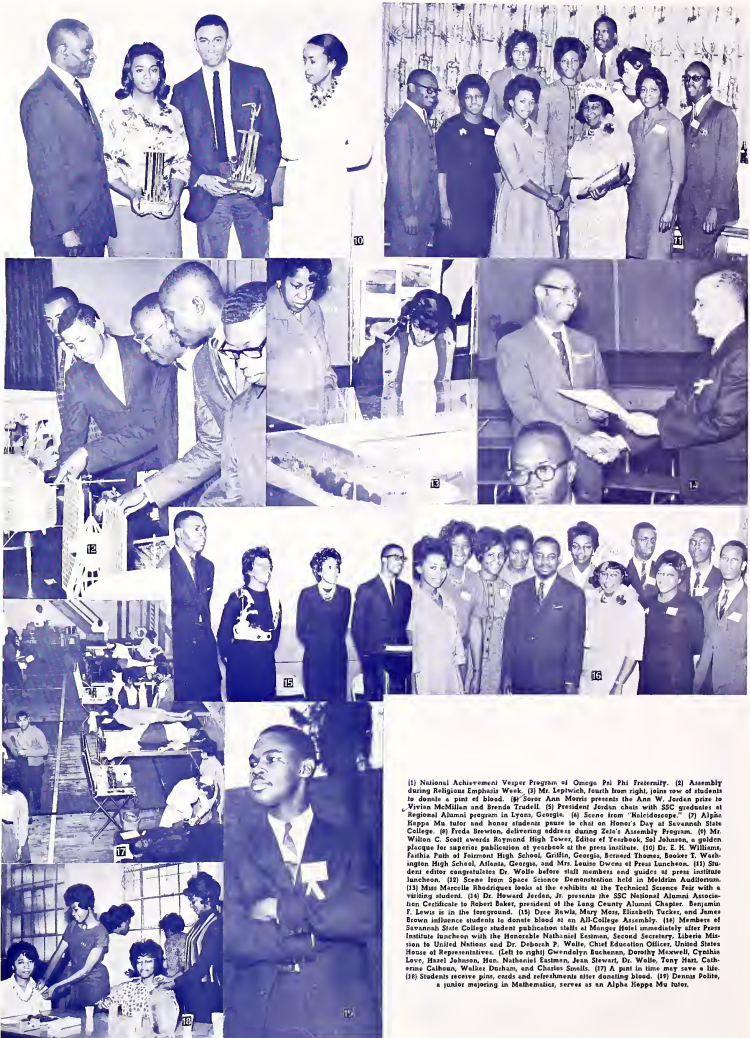 10
11
12
13
14
15
16
17
18
19
(1) National Achievement Vesper Program of Omega Psi Phi Fraternity. (2) Assembly
during Religious Emphasis Week. (3) Mr. Leptwich, fourth from right, joins row of students
to donate a pint of blood. (4) Soror Ann Morris presents the Ann W. Jordan prize to
Vivian McMillan and Brenda Trudell. (5) President Jordan chats with SSC graduates at
Regional Alumni program in Lyons, Georgia. (6) Scene from "Kaleidoscope." (7) Alpha
Kappa Mu tutor and honor students pause to chat on Honor's Day at Savannah State
College. (8) Freda Brewton, delivering address during Zeta's Assembly Program. (9) Mr.
Wilton C. Scott awards Raymond High Tower, Editor of Yearbook, Sol Johnson, a golden
placque for superior publication of yearbook at the press institute. (10) Dr. E. K. Williams,
Faithia Path of Fairmont High School, Griffin, Georgia, Bernard Thomas, Booker T. Wash-
ington High School, Atlanta, Georgia, and Mrs. Louise Owens at Press Luncheon. (11) Stu-
dent editor congratulates Dr. Wolfe before staff members and guides at press institute
luncheon. (12) Scene from Space Science Demonstration held in Meldrim Auditorium.
(13) Miss Marcelle Rhodriques looks at the exhibits at the Technical Science Fair with a
visiting student. (14) Dr. Howard Jordan, Jr. presents the SSC National Alumni Associa-
tion Certificate to Robert Baker, president of the Long County Alumni Chapter. Benjamin
F. Lewis is in the foreground. (15) Dree Rawls, Mary Moss, Elizabeth Tucker, and James
Brown influence students to donate blood at an All-College Assembly. (16) Members of
Savannah State College student publication staffs at Manger Hotel immediately after Press
Institute luncheon with the Honorable Nathaniel Eastman, Second Secretary, Liberia Mis-
sion to United Nations and Dr. Deborah P. Wolfe, Chief Education Officer, United States
House of Representatives. (Left to right) Gwendolyn Buchanan, Dorothy Maxwell, Cynthia
Love, Hazel Johnson, Hon. Nathaniel Eastman, Jean Stewart, Dr. Wolfe, Tony Hart, Cath-
erine Calhoun, Walker Durham, and Charles Smalls. (17) A pint in time may save a life.
(18) Students receive pins, cards and refreshments after donating blood. (19) Dennis Polite,
a junior majoring in Mathematics, serves as an Alpha Kappa Mu tutor.